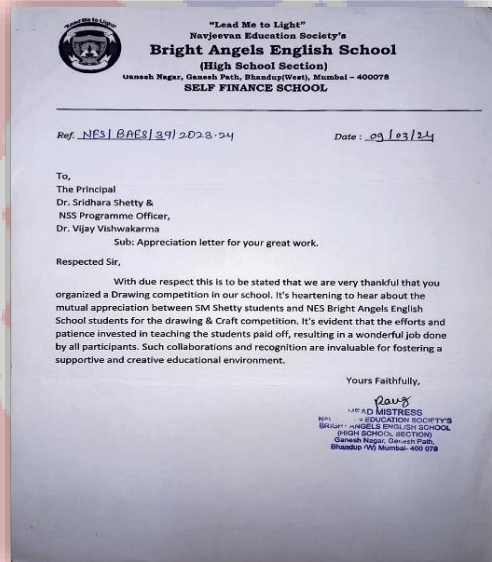 "Lead Me to Light"
"Lead Me to Light"
Navjeevan Education Society's
Bright Angels English School
(High School Section)
Ganesh Nagar, Ganesh Path, Bhandup(West), Mumbai – 400078
SELF FINANCE SCHOOL
Ref. NES/BAES/39/2023-24
Date : 09/03/24
To,
The Principal
Dr. Sridhara Shetty &
NSS Programme Officer,
Dr. Vijay Vishwakarma
Sub: Appreciation letter for your great work.
Respected Sir,
With due respect this is to be stated that we are very thankful that you
organized a Drawing competition in our school. It's heartening to hear about the
mutual appreciation between SM Shetty students and NES Bright Angels English
School students for the drawing & Craft competition. It's evident that the efforts and
patience invested in teaching the students paid off, resulting in a wonderful job done
by all participants. Such collaborations and recognition are invaluable for fostering a
supportive and creative educational environment.
Yours Faithfully,
HEAD MISTRESS
EDUCATION SOCIETY'S
BRIGHT ANGELS ENGLISH SCHOOL
(HIGH SCHOOL SECTION)
Ganesh Nagar, Ganesh Path,
Bhandup (W) Mumbai- 400 078